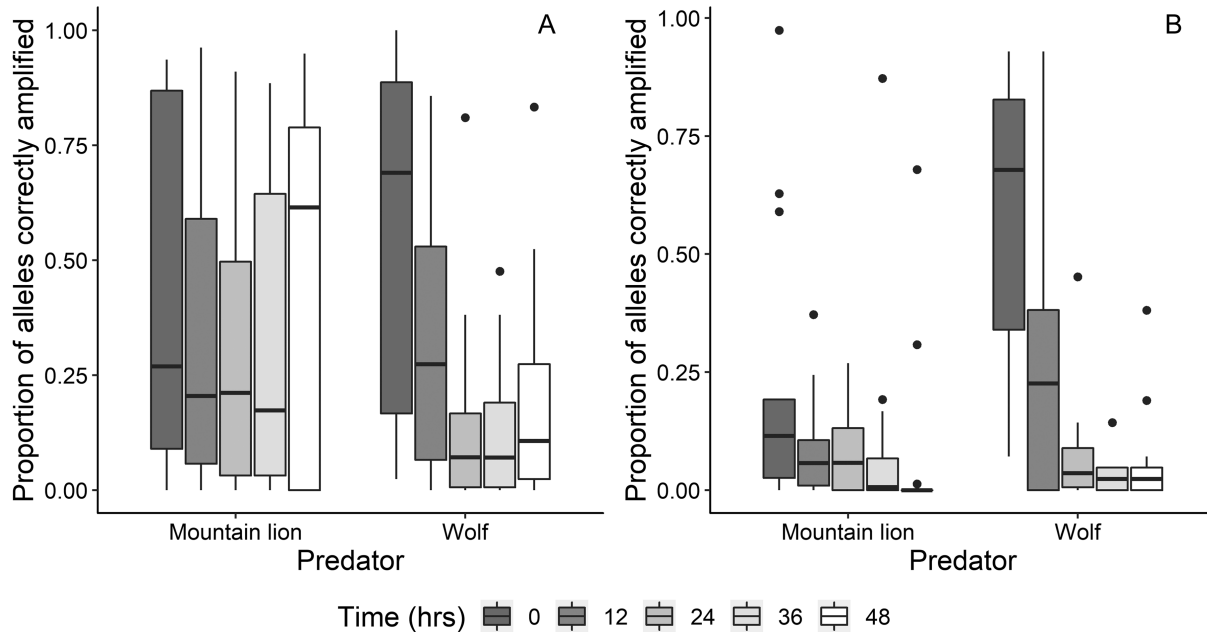 A
Proportion of alleles correctly amplified
1.00
0.75
0.50
0.25
0.00
Mountain lion Wolf
Predator
B
Proportion of alleles correctly amplified
1.00
0.75
0.50
0.25
0.00
Mountain lion Wolf
Predator
Time (hrs) 0 12 24 36 48